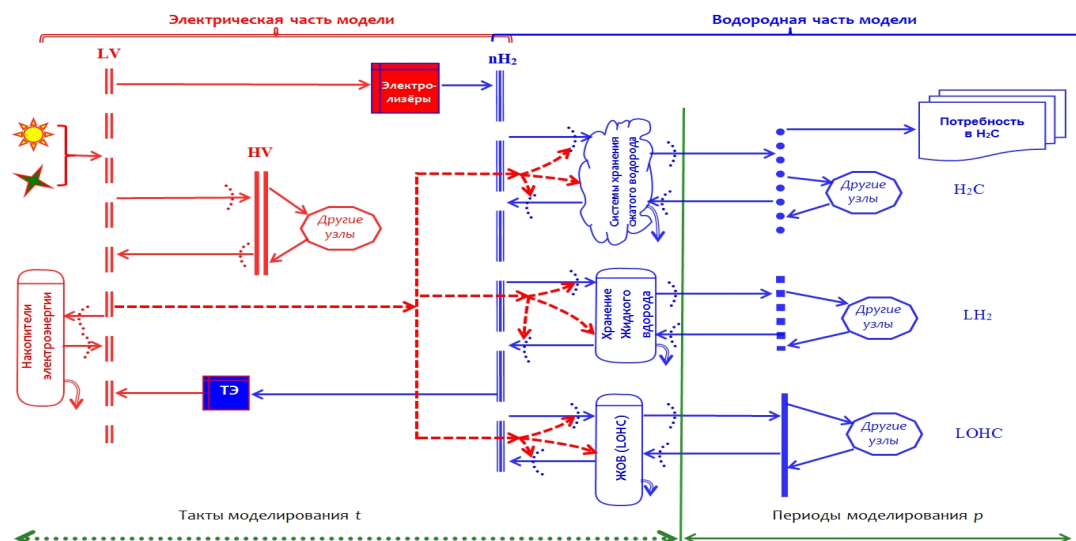 Электрическая часть модели
Водородная часть модели
LV
nH₂
Электро-
лизёры
Потребность
в H₂C
HV
Системы хранения
сжатого водорода
Другие
узлы
H₂C
Другие
узлы
Накопители
электроэнергии
Хранение
Жидкого
вдорода
Другие
узлы
LH₂
ТЭ
ЖОВ (LOHC)
Другие
узлы
LOHC
Такты моделирования t
Периоды моделирования p